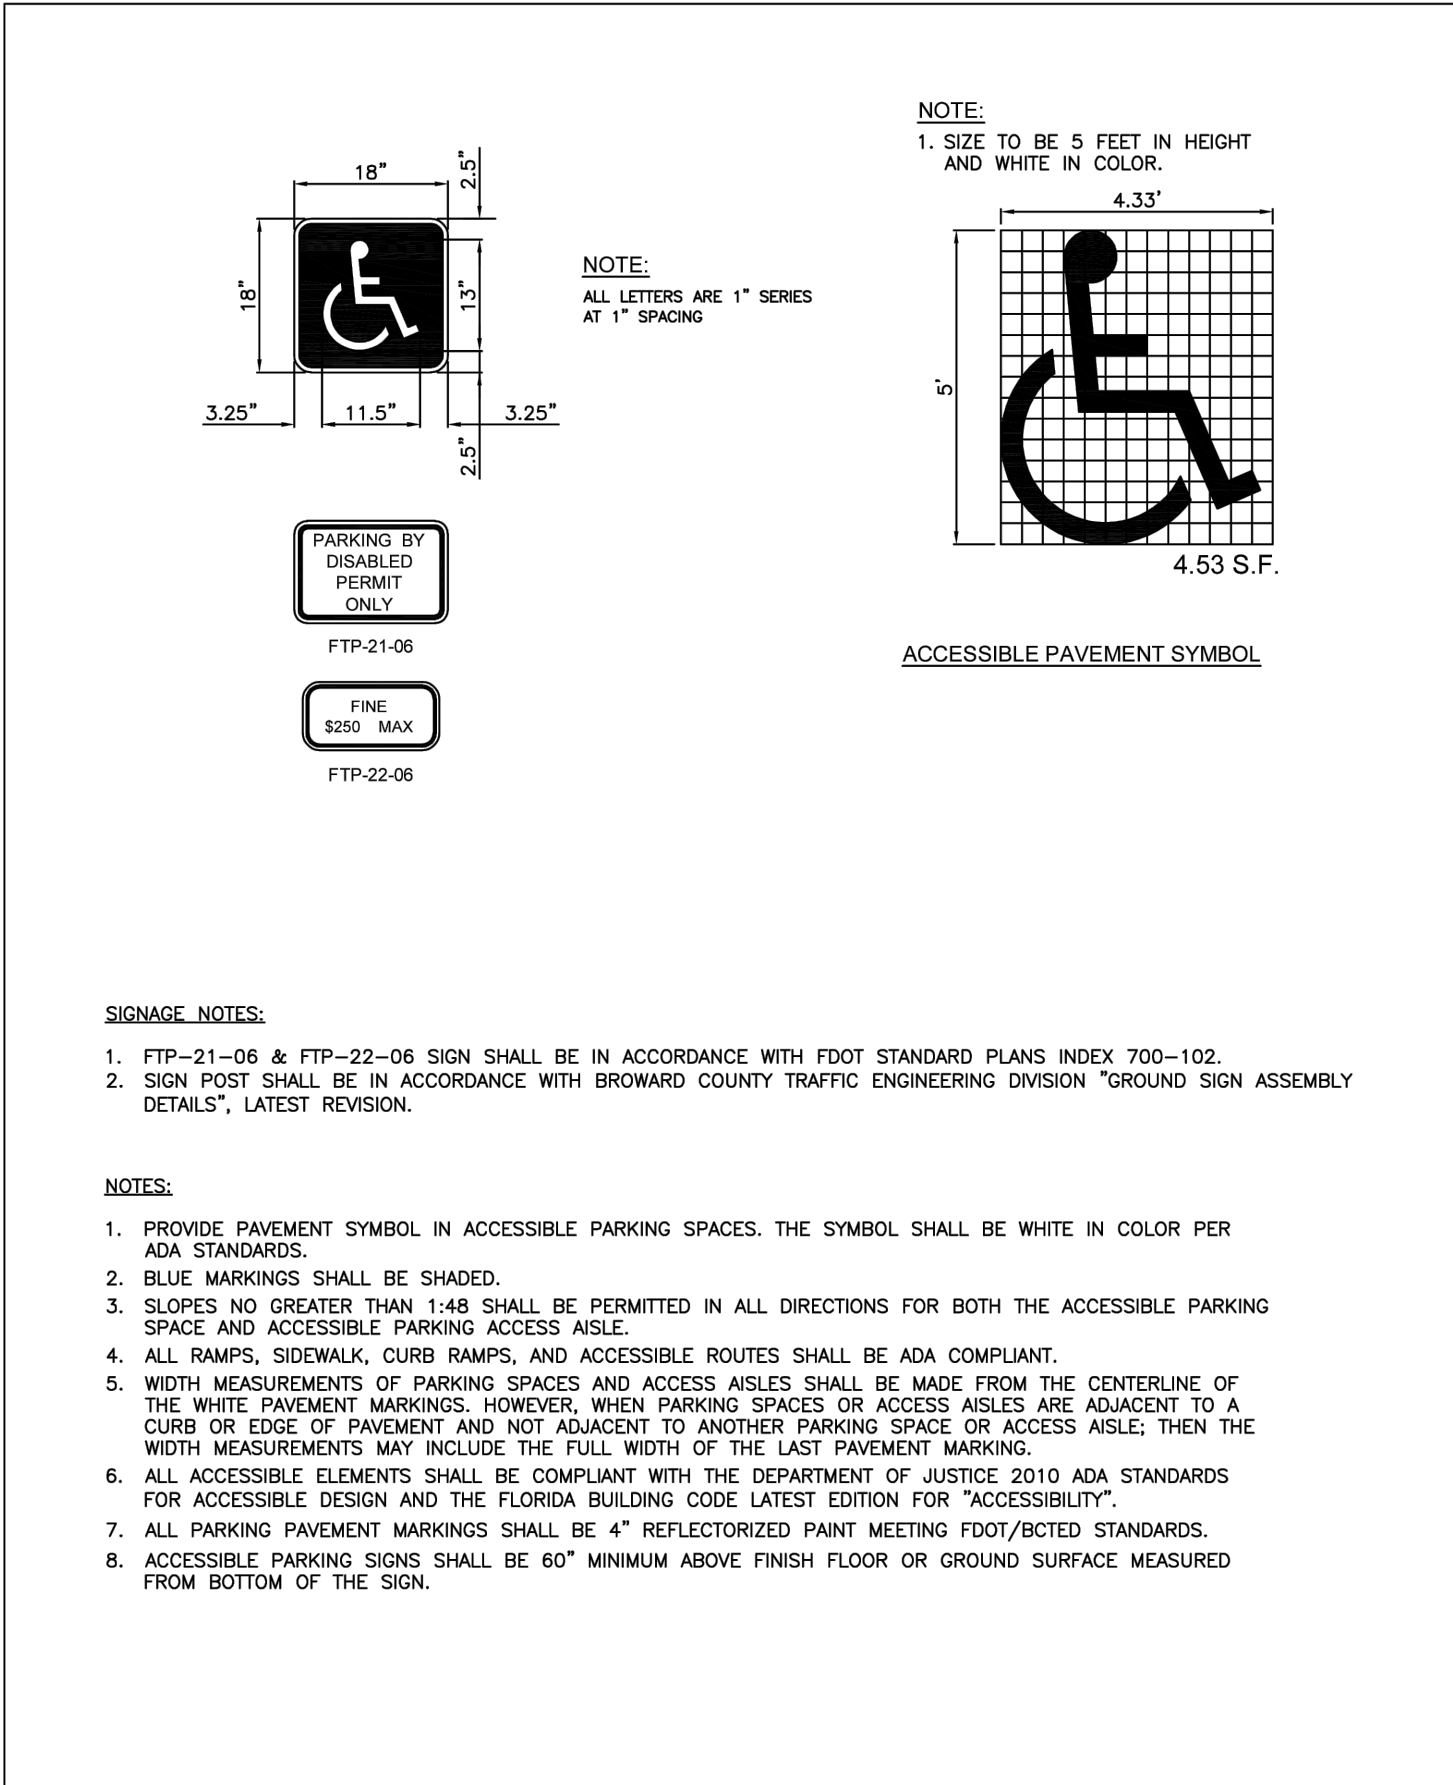 18"
2.5"
18"
13"
3.25"
11.5"
3.25"
2.5"
NOTE:
ALL LETTERS ARE 1" SERIES
AT 1" SPACING
PARKING BY
DISABLED
PERMIT
ONLY
FTP-21-06
FINE
$250 MAX
FTP-22-06
NOTE:
1. SIZE TO BE 5 FEET IN HEIGHT
AND WHITE IN COLOR.
4.33'
5'
4.53 S.F.
ACCESSIBLE PAVEMENT SYMBOL
SIGNAGE NOTES:
1. FTP-21-06 & FTP-22-06 SIGN SHALL BE IN ACCORDANCE WITH FDOT STANDARD PLANS INDEX 700-102.
2. SIGN POST SHALL BE IN ACCORDANCE WITH BROWARD COUNTY TRAFFIC ENGINEERING DIVISION "GROUND SIGN ASSEMBLY
DETAILS", LATEST REVISION.
NOTES:
1. PROVIDE PAVEMENT SYMBOL IN ACCESSIBLE PARKING SPACES. THE SYMBOL SHALL BE WHITE IN COLOR PER
ADA STANDARDS.
2. BLUE MARKINGS SHALL BE SHADED.
3. SLOPES NO GREATER THAN 1:48 SHALL BE PERMITTED IN ALL DIRECTIONS FOR BOTH THE ACCESSIBLE PARKING
SPACE AND ACCESSIBLE PARKING ACCESS AISLE.
4. ALL RAMPS, SIDEWALK, CURB RAMPS, AND ACCESSIBLE ROUTES SHALL BE ADA COMPLIANT.
5. WIDTH MEASUREMENTS OF PARKING SPACES AND ACCESS AISLES SHALL BE MADE FROM THE CENTERLINE OF
THE WHITE PAVEMENT MARKINGS. HOWEVER, WHEN PARKING SPACES OR ACCESS AISLES ARE ADJACENT TO A
CURB OR EDGE OF PAVEMENT AND NOT ADJACENT TO ANOTHER PARKING SPACE OR ACCESS AISLE; THEN THE
WIDTH MEASUREMENTS MAY INCLUDE THE FULL WIDTH OF THE LAST PAVEMENT MARKING.
6. ALL ACCESSIBLE ELEMENTS SHALL BE COMPLIANT WITH THE DEPARTMENT OF JUSTICE 2010 ADA STANDARDS
FOR ACCESSIBLE DESIGN AND THE FLORIDA BUILDING CODE LATEST EDITION FOR "ACCESSIBILITY".
7. ALL PARKING PAVEMENT MARKINGS SHALL BE 4" REFLECTORIZED PAINT MEETING FDOT/BCTED STANDARDS.
8. ACCESSIBLE PARKING SIGNS SHALL BE 60" MINIMUM ABOVE FINISH FLOOR OR GROUND SURFACE MEASURED
FROM BOTTOM OF THE SIGN.